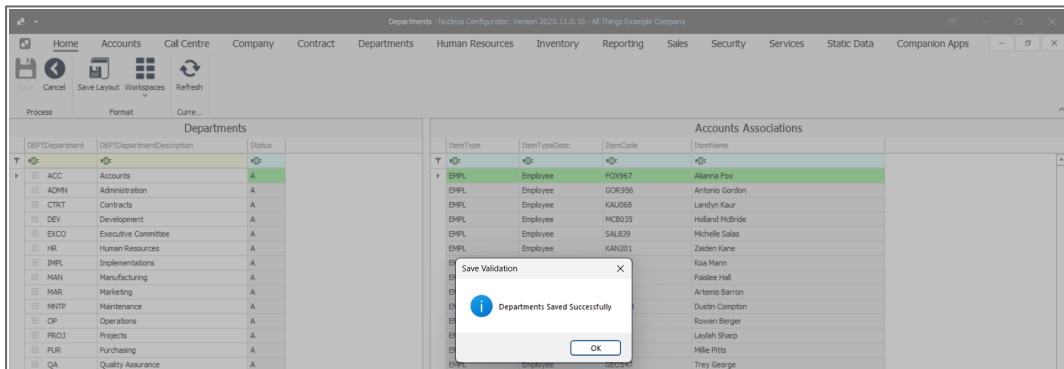 Departments - Nucleus Configurator: Version 2023.11.0.10 - All Things Example Company
Home Accounts Call Centre Company Contract Departments Human Resources Inventory Reporting Sales Security Services Static Data Companion Apps
Save Cancel Save Layout Workspaces Refresh
Process Format Curre...
Departments Accounts Associations
DEPTDepartment DEPTDepartmentDescription Status ItemType ItemTypeDesc ItemCode ItemName
ACC Accounts A EMPL Employee FOX967 Alianna Fox
ADMN Administration A EMPL Employee GOR956 Antonio Gordon
CTRT Contracts A EMPL Employee KAU068 Landyn Kaur
DEV Development A EMPL Employee MCB035 Holland McBride
EXCO Executive Committee A EMPL Employee SAL839 Michelle Salas
HR Human Resources A EMPL Employee KAN201 Zaiden Kane
IMPL Implementations A Koa Mann
MAN Manufacturing A Paislee Hall
MAR Marketing A Artemis Barron
MNTP Maintenance A Dustin Compton
OP Operations A Rowen Berger
PROJ Projects A Laylah Sharp
PUR Purchasing A Millie Pitts
QA Quality Assurance A EMPL Employee GEO547 Trey George
Save Validation
Departments Saved Successfully
OK